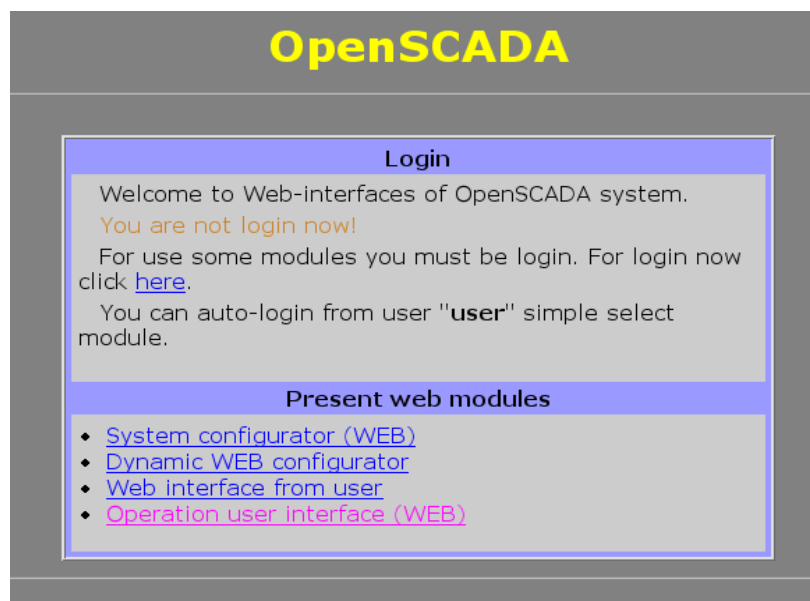 OpenSCADA
Login
Welcome to Web-interfaces of OpenSCADA system.
You are not login now!
For use some modules you must be login. For login now
click here.
You can auto-login from user "user" simple select
module.
Present web modules
• System configurator (WEB)
• Dynamic WEB configurator
• Web interface from user
• Operation user interface (WEB)